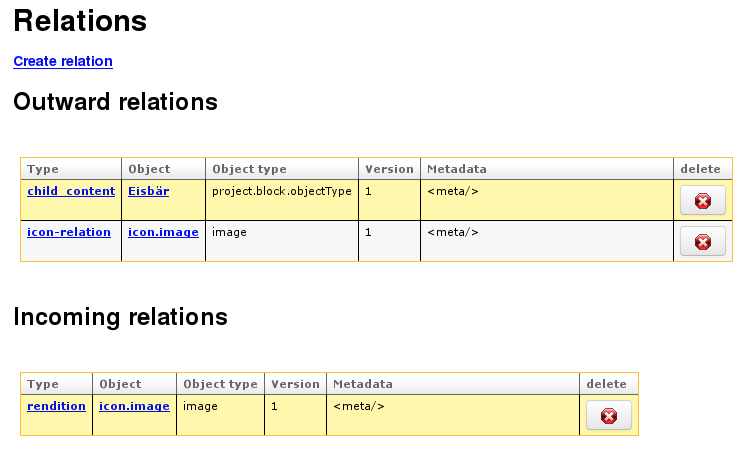 Relations
Create relation
Outward relations
Type Object Object type Version Metadata delete
child_content Eisbär project.block.objectType 1 <meta/>
icon-relation icon.image image 1 <meta/>
Incoming relations
Type Object Object type Version Metadata delete
rendition icon.image image 1 <meta/>